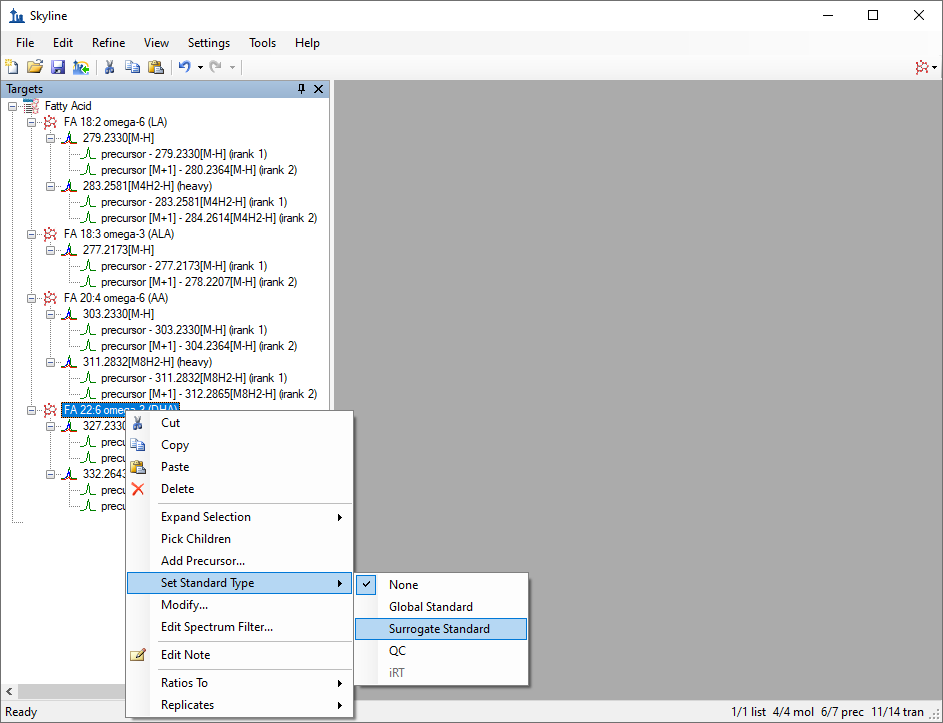 Skyline
File Edit Refine View Settings Tools Help
Targets
Fatty Acid
FA 18:2 omega-6 (LA)
279.2330[M-H]
precursor - 279.2330[M-H] (irank 1)
precursor [M+1] - 280.2364[M-H] (irank 2)
283.2581[M4H2-H] (heavy)
precursor - 283.2581[M4H2-H] (irank 1)
precursor [M+1] - 284.2614[M4H2-H] (irank 2)
FA 18:3 omega-3 (ALA)
277.2173[M-H]
precursor - 277.2173[M-H] (irank 1)
precursor [M+1] - 278.2207[M-H] (irank 2)
FA 20:4 omega-6 (AA)
303.2330[M-H]
precursor - 303.2330[M-H] (irank 1)
precursor [M+1] - 304.2364[M-H] (irank 2)
311.2832[M8H2-H] (heavy)
precursor - 311.2832[M8H2-H] (irank 1)
precursor [M+1] - 312.2865[M8H2-H] (irank 2)
FA 22:6 omega-3 (DHA)
327.2330
precu
precu
332.2643
precu
precu
Cut
Copy
Paste
Delete
Expand Selection
Pick Children
Add Precursor...
Set Standard Type
Modify...
Edit Spectrum Filter...
Edit Note
Ratios To
Replicates
None
Global Standard
Surrogate Standard
QC
iRT
Ready 1/1 list 4/4 mol 6/7 prec 11/14 tran